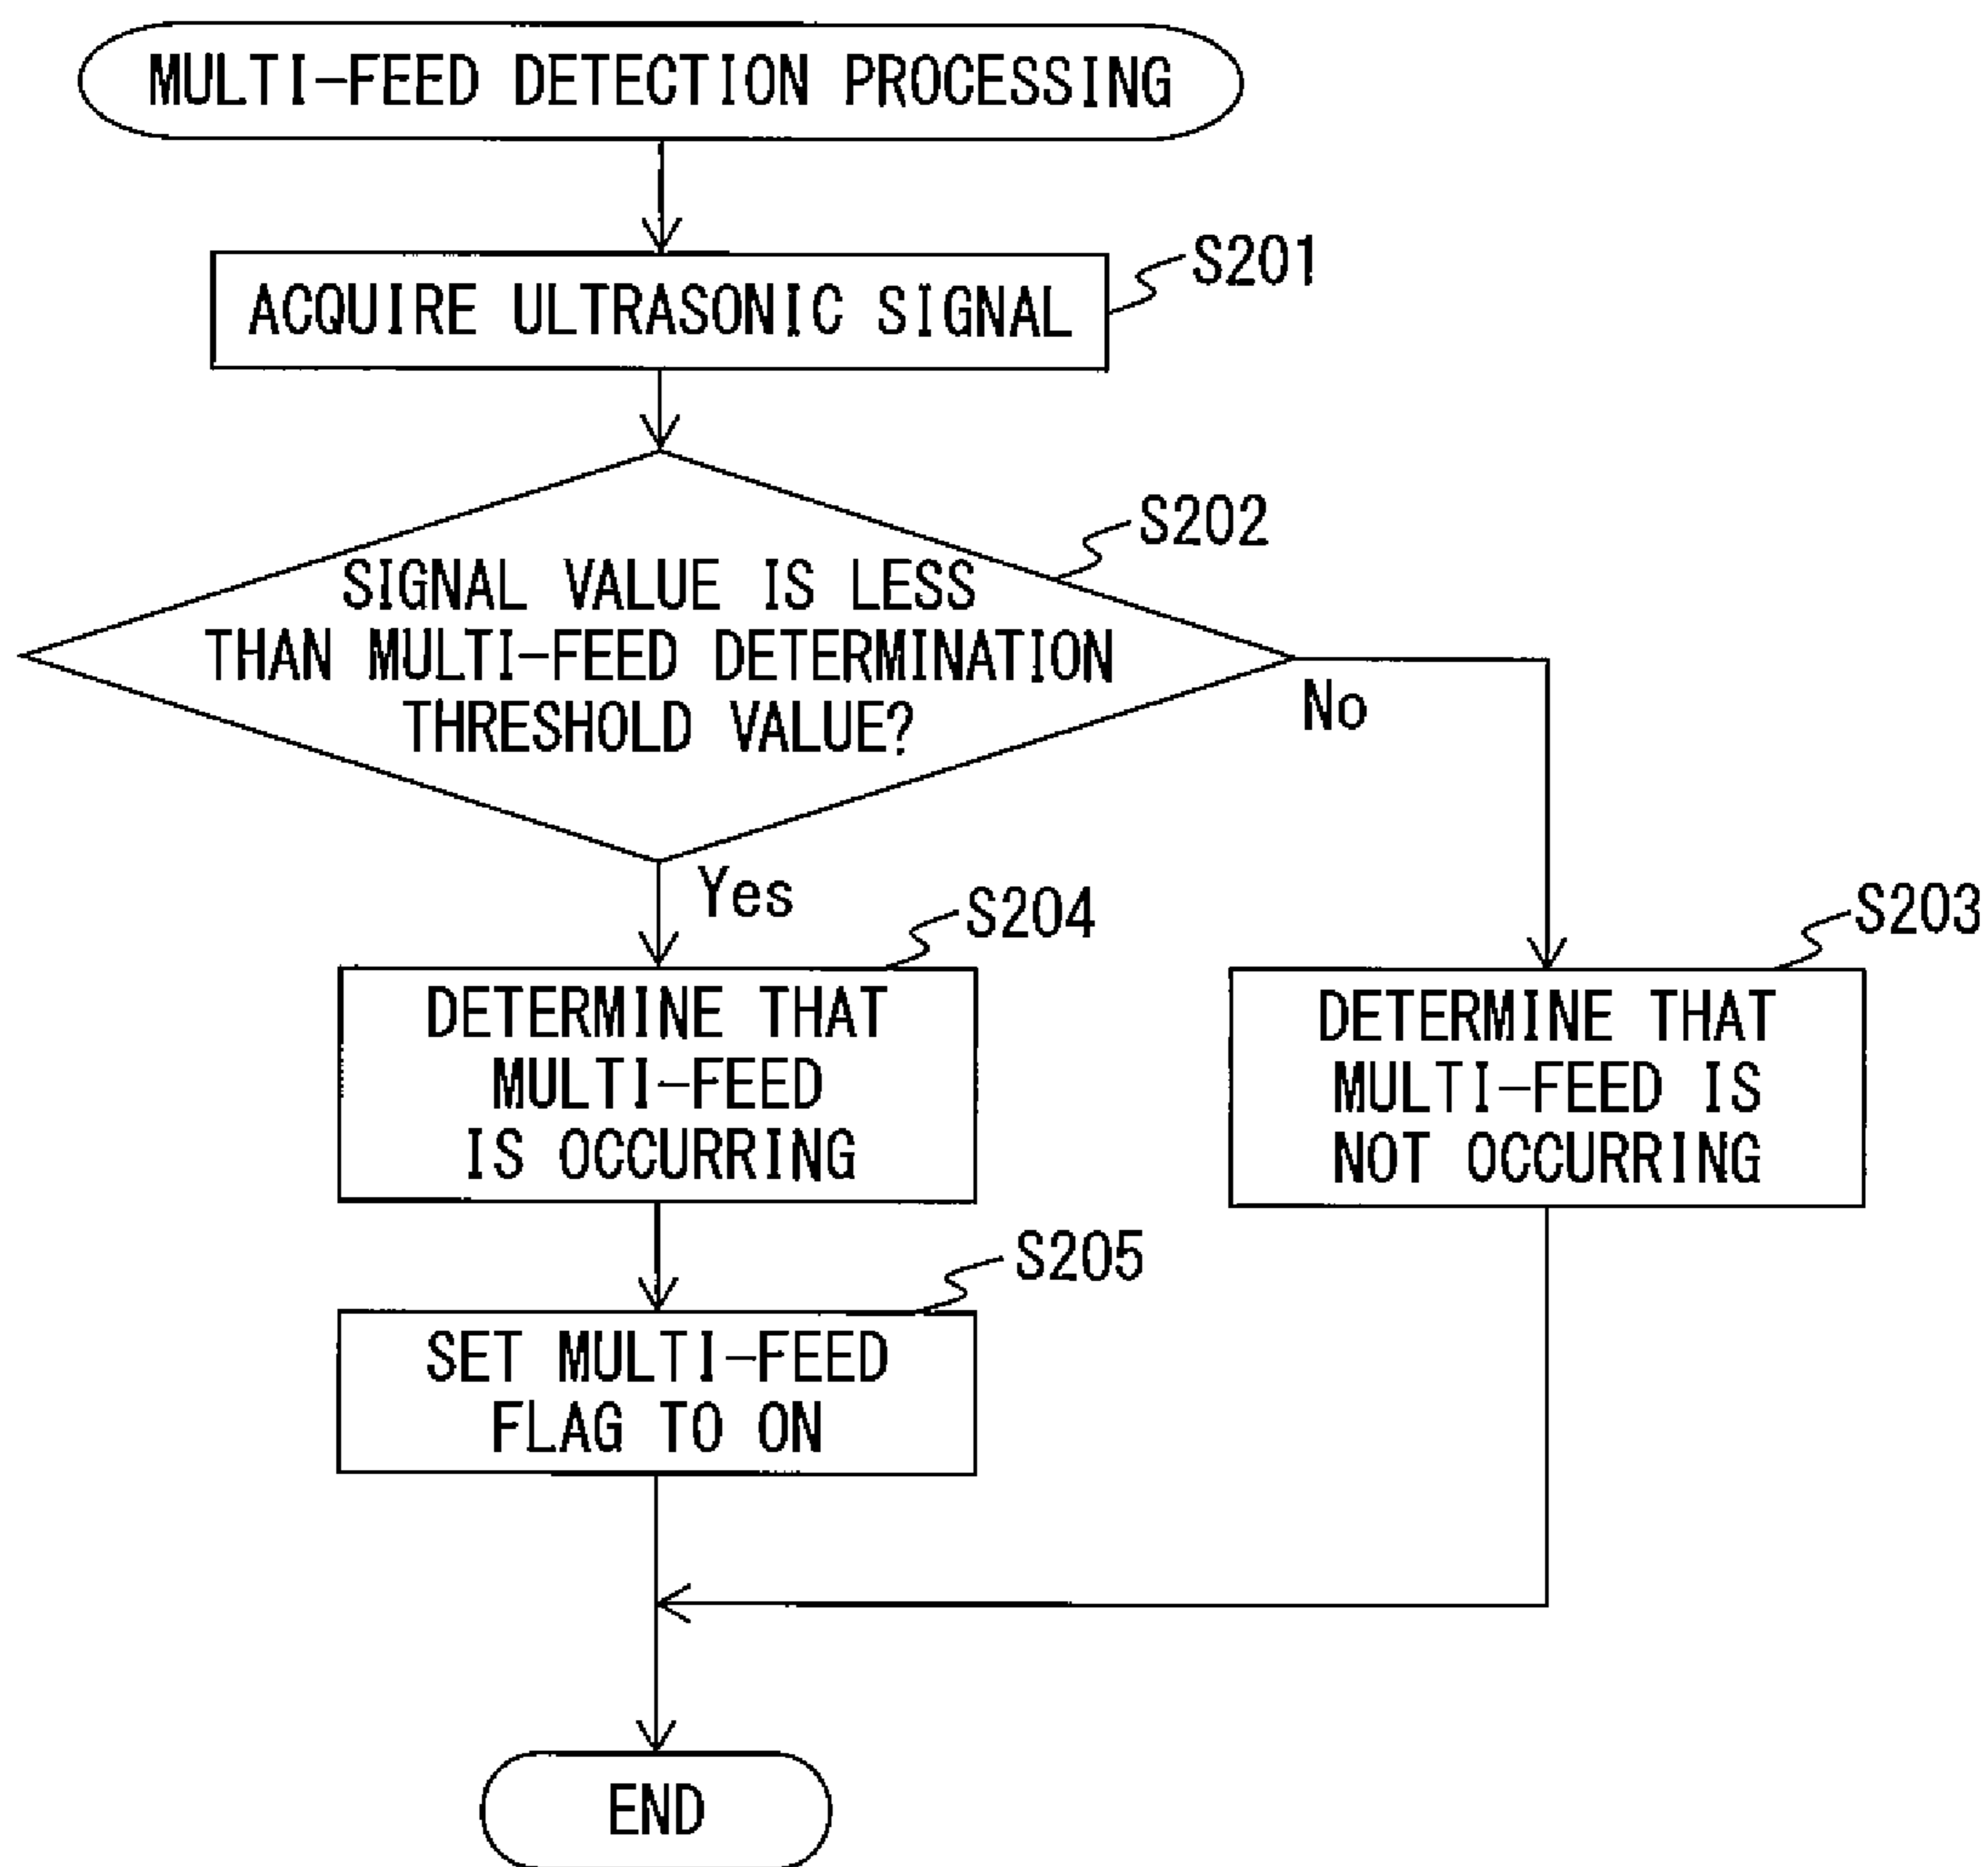 MULTI-FEED DETECTION PROCESSING
S201
ACQUIRE ULTRASONIC SIGNAL
S202
SIGNAL VALUE IS LESS
THAN MULTI-FEED DETERMINATION
THRESHOLD VALUE?
No
Yes
S204
DETERMINE THAT
MULTI-FEED
IS OCCURRING
S203
DETERMINE THAT
MULTI-FEED IS
NOT OCCURRING
S205
SET MULTI-FEED
FLAG TO ON
END